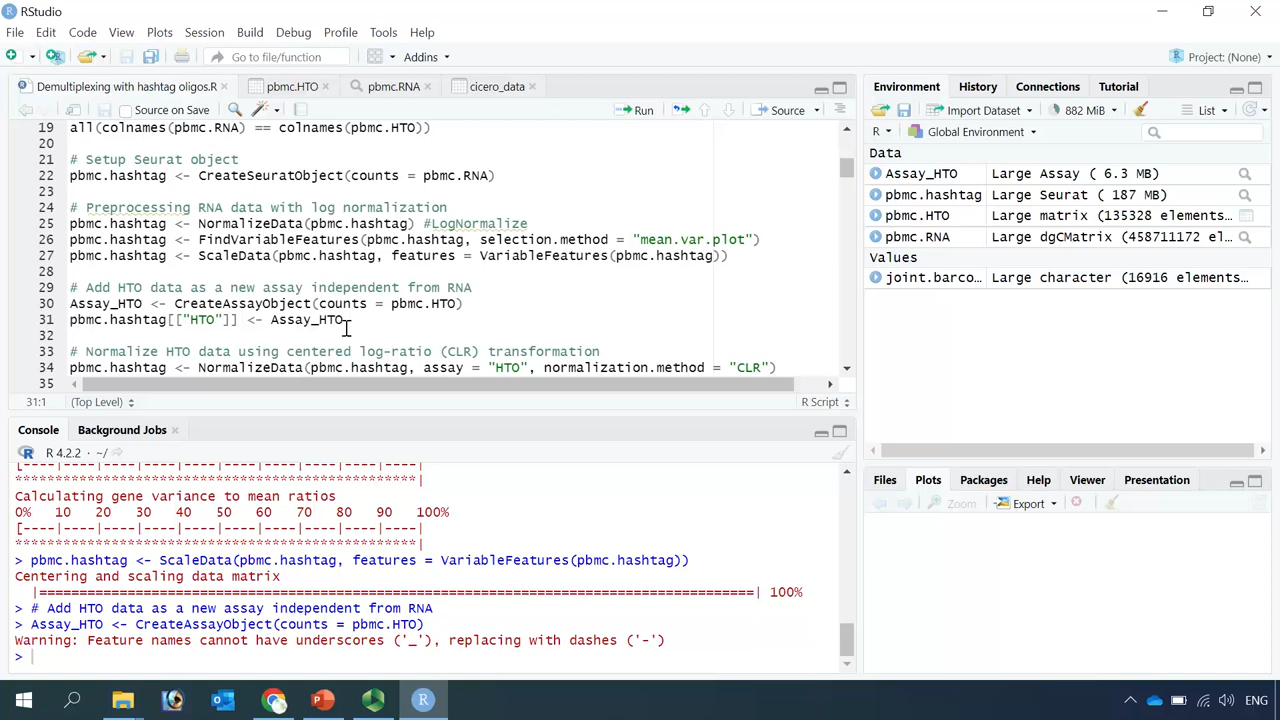 RStudio
File Edit Code View Plots Session Build Debug Profile Tools Help
Go to file/function
Addins
Project: (None)
Demultiplexing with hashtag oligos.R
pbmc.HTO
pbmc.RNA
cicero_data
Source on Save
Run
Source
19 all(colnames(pbmc.RNA) == colnames(pbmc.HTO))
20
21 # Setup Seurat object
22 pbmc.hashtag <- CreateSeuratObject(counts = pbmc.RNA)
23
24 # Preprocessing RNA data with log normalization
25 pbmc.hashtag <- NormalizeData(pbmc.hashtag) #LogNormalize
26 pbmc.hashtag <- FindVariableFeatures(pbmc.hashtag, selection.method = "mean.var.plot")
27 pbmc.hashtag <- ScaleData(pbmc.hashtag, features = VariableFeatures(pbmc.hashtag))
28
29 # Add HTO data as a new assay independent from RNA
30 Assay_HTO <- CreateAssayObject(counts = pbmc.HTO)
31 pbmc.hashtag[["HTO"]] <- Assay_HTO
32
33 # Normalize HTO data using centered log-ratio (CLR) transformation
34 pbmc.hashtag <- NormalizeData(pbmc.hashtag, assay = "HTO", normalization.method = "CLR")
35
31:1 (Top Level) R Script
Console Background Jobs
R 4.2.2 · ~/
[----|----|----|----|----|----|----|----|----|----|
**************************************************|
Calculating gene variance to mean ratios
0% 10 20 30 40 50 60 70 80 90 100%
[----|----|----|----|----|----|----|----|----|----|
**************************************************|
> pbmc.hashtag <- ScaleData(pbmc.hashtag, features = VariableFeatures(pbmc.hashtag))
Centering and scaling data matrix
|=============================================================================================| 100%
> # Add HTO data as a new assay independent from RNA
> Assay_HTO <- CreateAssayObject(counts = pbmc.HTO)
Warning: Feature names cannot have underscores ('_'), replacing with dashes ('-')
>
Environment History Connections Tutorial
Import Dataset 882 MiB List
R Global Environment
Data
Assay_HTO Large Assay ( 6.3 MB)
pbmc.hashtag Large Seurat ( 187 MB)
pbmc.HTO Large matrix (135328 elements…
pbmc.RNA Large dgCMatrix (458711172 el…
Values
joint.barco… Large character (16916 elements…
Files Plots Packages Help Viewer Presentation
Zoom Export
ENG